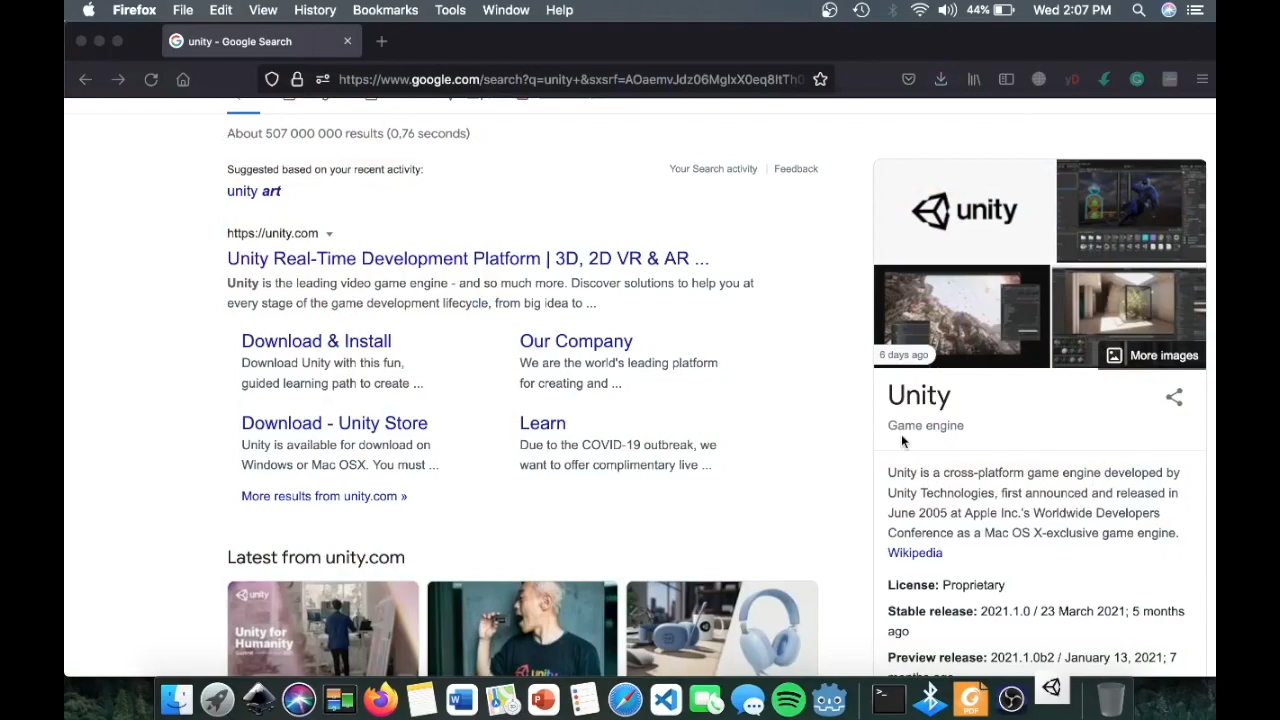 Firefox File Edit View History Bookmarks Tools Window Help 44% Wed 2:07 PM
unity - Google Search
https://www.google.com/search?q=unity+&sxsrf=AOaemvJdz06MgIxX0eq8ItTh0
About 507 000 000 results (0,76 seconds)
Suggested based on your recent activity:
Your Search activity | Feedback
unity art
https://unity.com
Unity Real-Time Development Platform | 3D, 2D VR & AR ...
Unity is the leading video game engine - and so much more. Discover solutions to help you at
every stage of the game development lifecycle, from big idea to ...
Download & Install
Download Unity with this fun,
guided learning path to create ...
Our Company
We are the world's leading platform
for creating and ...
Download - Unity Store
Unity is available for download on
Windows or Mac OSX. You must ...
Learn
Due to the COVID-19 outbreak, we
want to offer complimentary live ...
More results from unity.com »
Latest from unity.com
unity
Unity for
Humanity
unity
6 days ago
More images
Unity
Game engine
Unity is a cross-platform game engine developed by
Unity Technologies, first announced and released in
June 2005 at Apple Inc.'s Worldwide Developers
Conference as a Mac OS X-exclusive game engine.
Wikipedia
License: Proprietary
Stable release: 2021.1.0 / 23 March 2021; 5 months
ago
Preview release: 2021.1.0b2 / January 13, 2021; 7
PDF